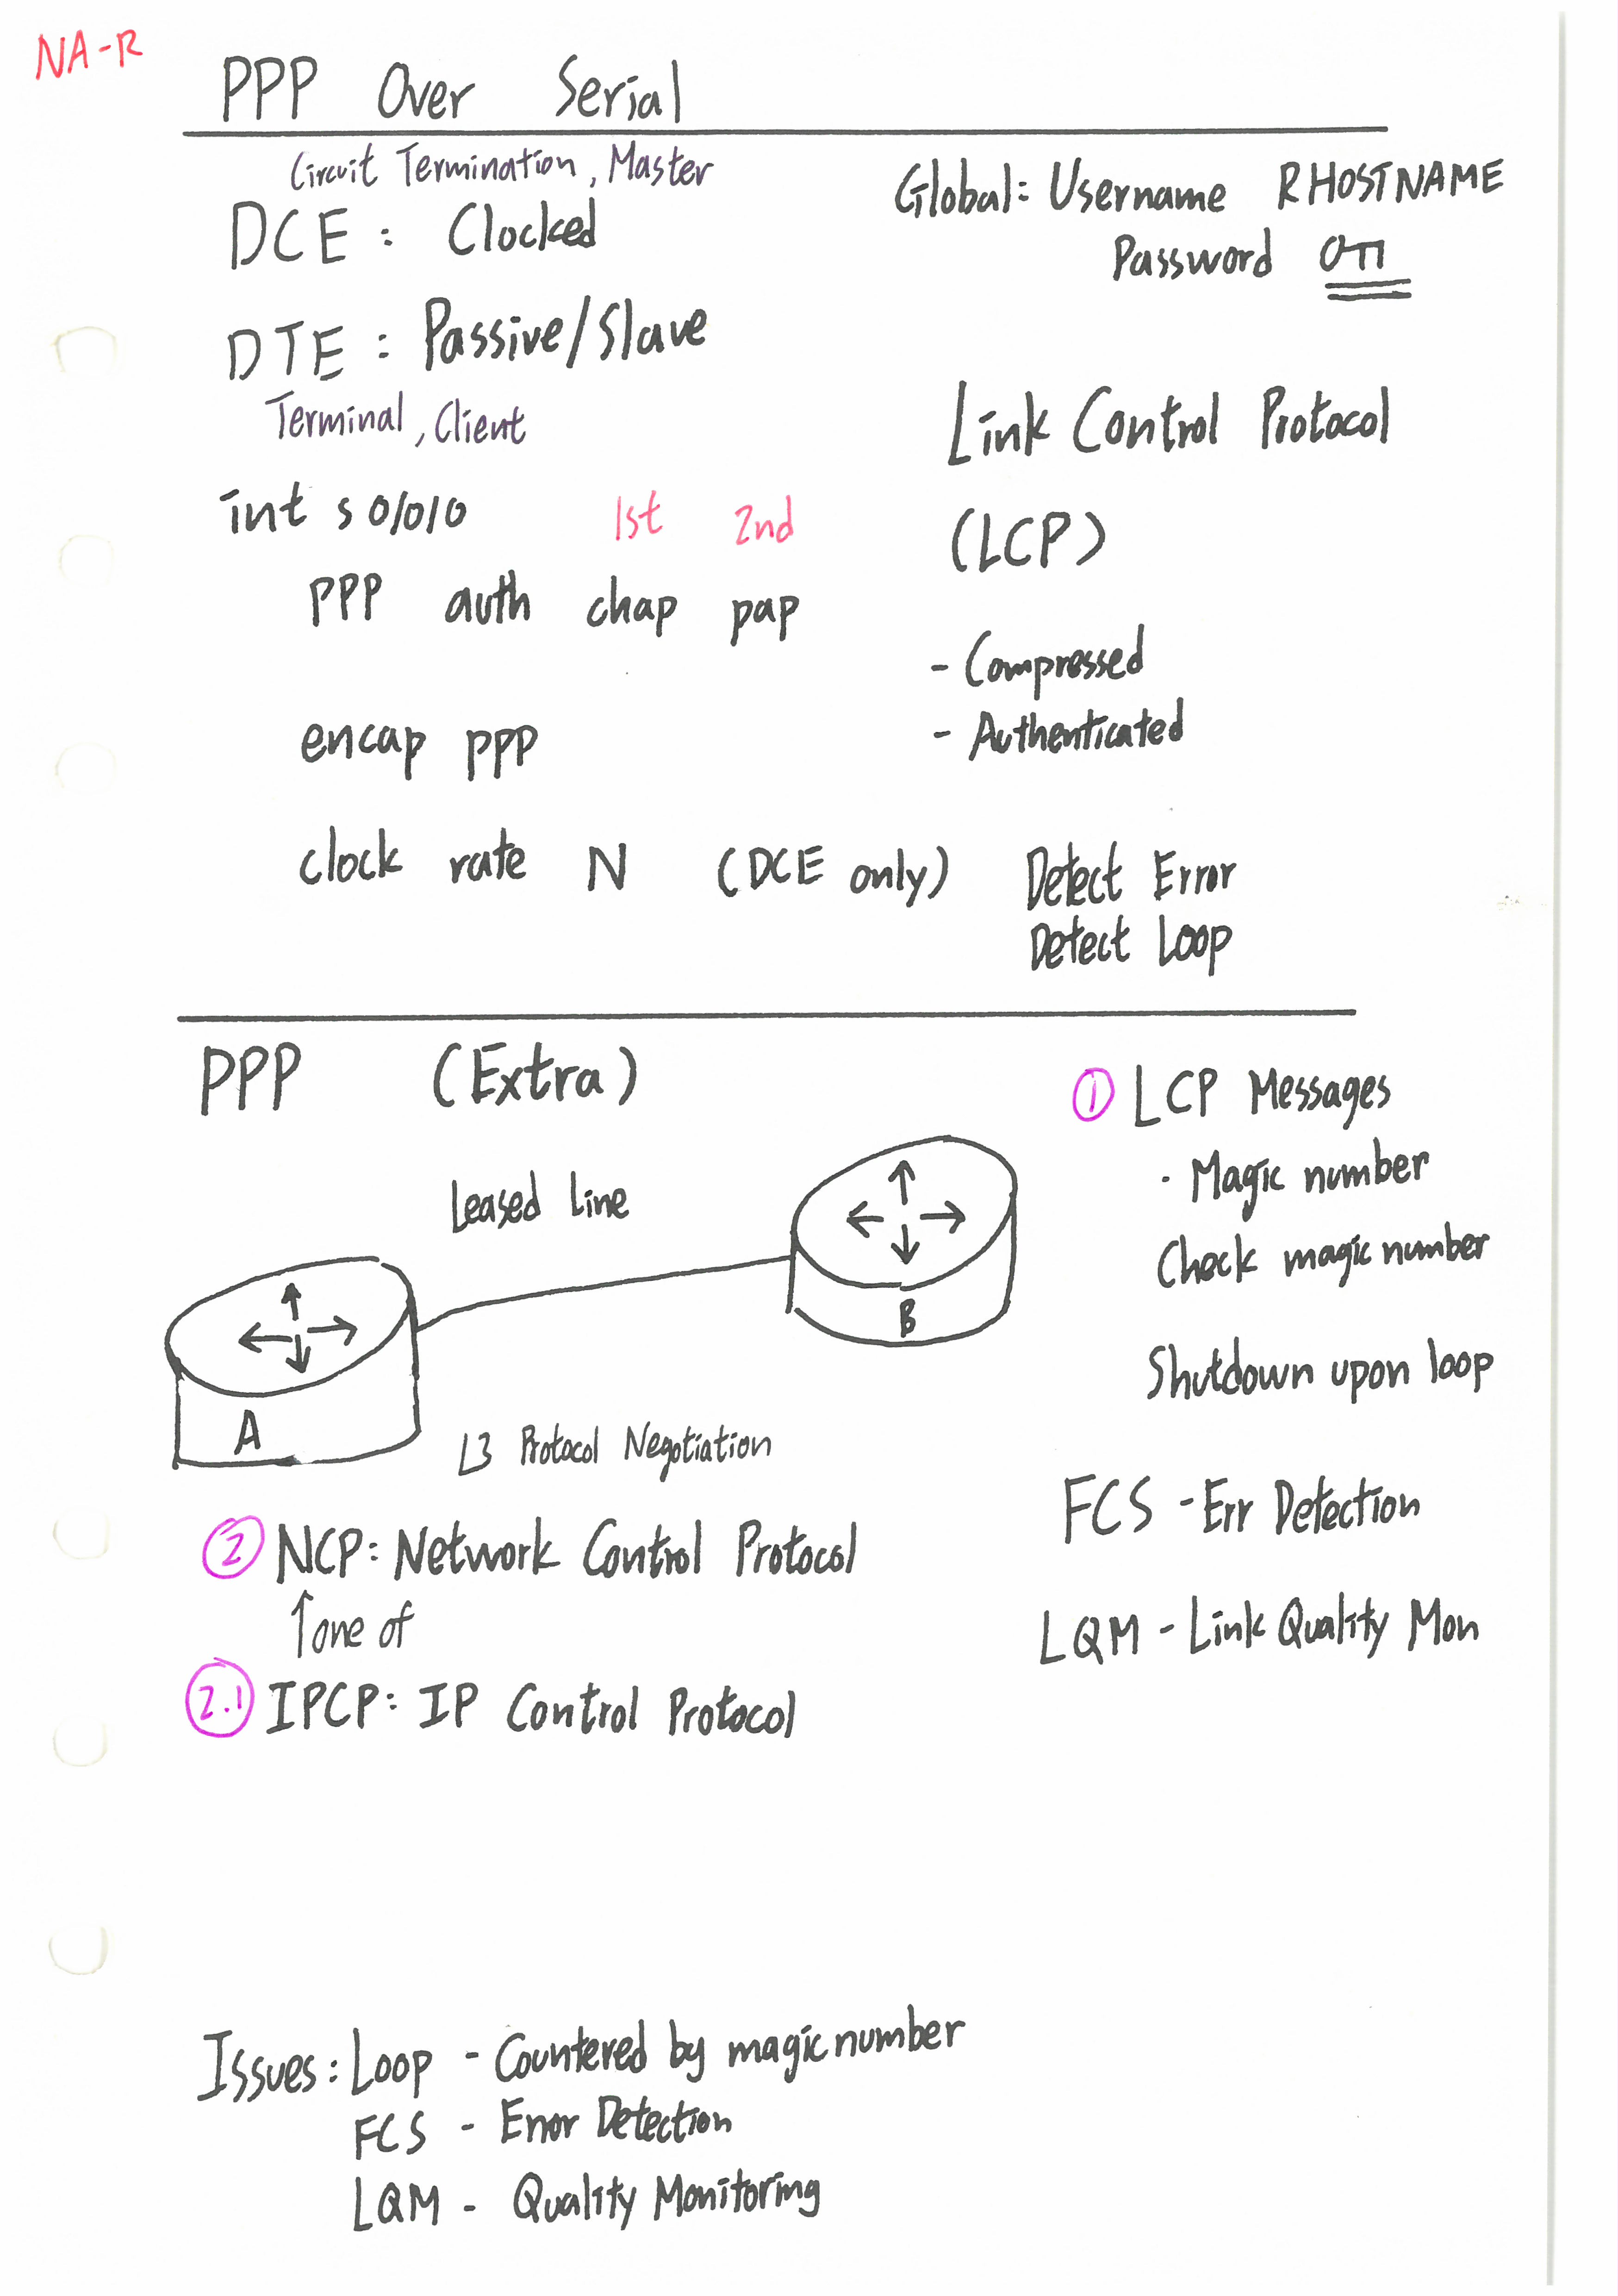 NA-R
PPP Over Serial
Circuit Termination, Master
DCE : Clocked
DTE : Passive/Slave
Terminal, Client
int s 0/0/0
1st 2nd
PPP auth chap pap
encap PPP
clock rate N (DCE only)
Global: Username RHOSTNAME
Password
Link Control Protocol
(LCP)
- Compressed
- Authenticated
Detect Error
Detect Loop
PPP (Extra)
Leased Line
A
B
L3 Protocol Negotiation
① LCP Messages
· Magic number
Check magic number
Shutdown upon loop
FCS - Err Detection
LQM - Link Quality Mon
② NCP: Network Control Protocol
↑ one of
2.1 IPCP: IP Control Protocol
Issues: Loop - Countered by magic number
FCS - Error Detection
LQM - Quality Monitoring